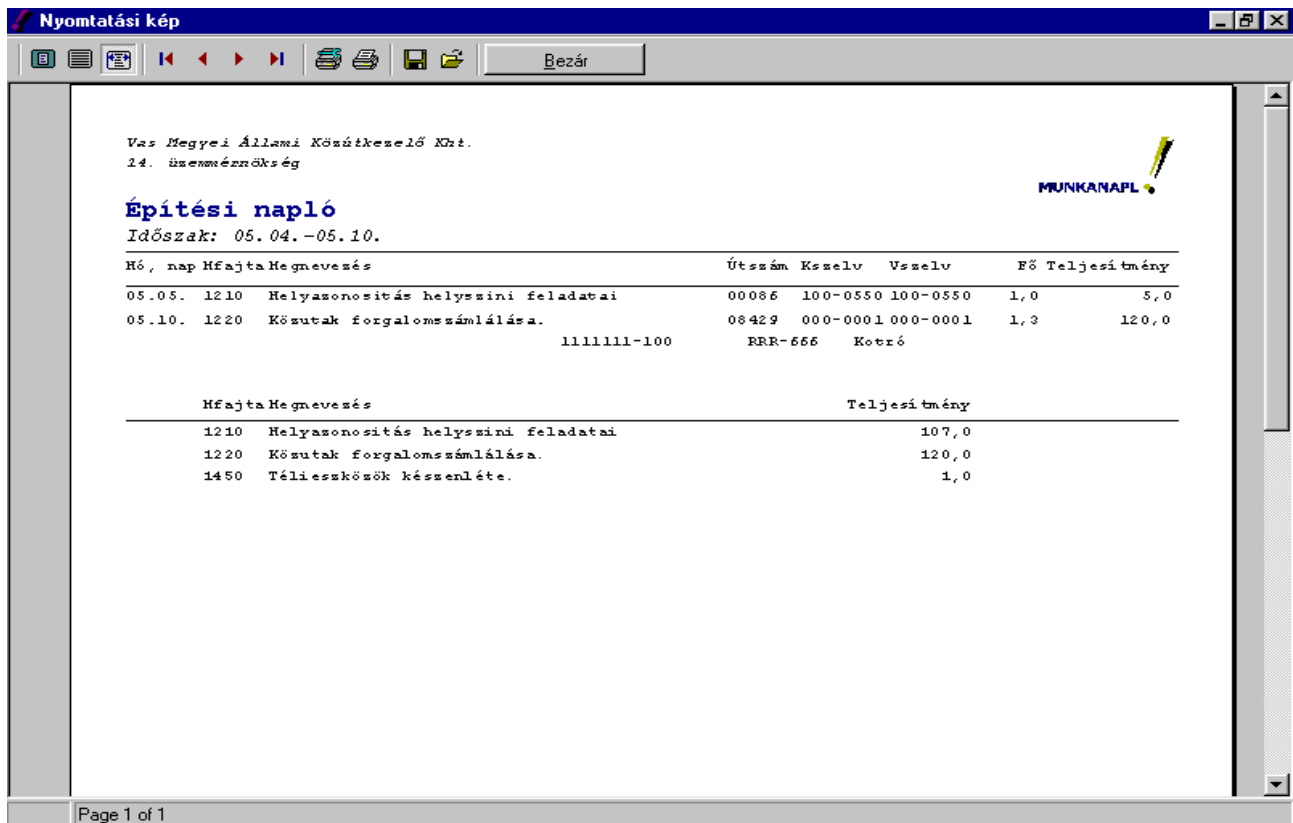 Nyomtatási kép
Bezár
Vas Megyei Állami Közútkezelő Kht.
14. üzemmérnökség
MUNKANAPL
Építési napló
Időszak: 05.04.-05.10.
Hó, nap Mfajta Megnevezés Útszám Kszelv Vszelv Fő Teljesítmény
05.05. 1210 Helyazonositás helyszini feladatai 00086 100-0550 100-0550 1,0 5,0
05.10. 1220 Közutak forgalomszámlálása. 08429 000-0001 000-0001 1,3 120,0
1111111-100 RRR-666 Kotró
Mfajta Megnevezés Teljesítmény
1210 Helyazonositás helyszini feladatai 107,0
1220 Közutak forgalomszámlálása. 120,0
1450 Télieszközök készenléte. 1,0
Page 1 of 1